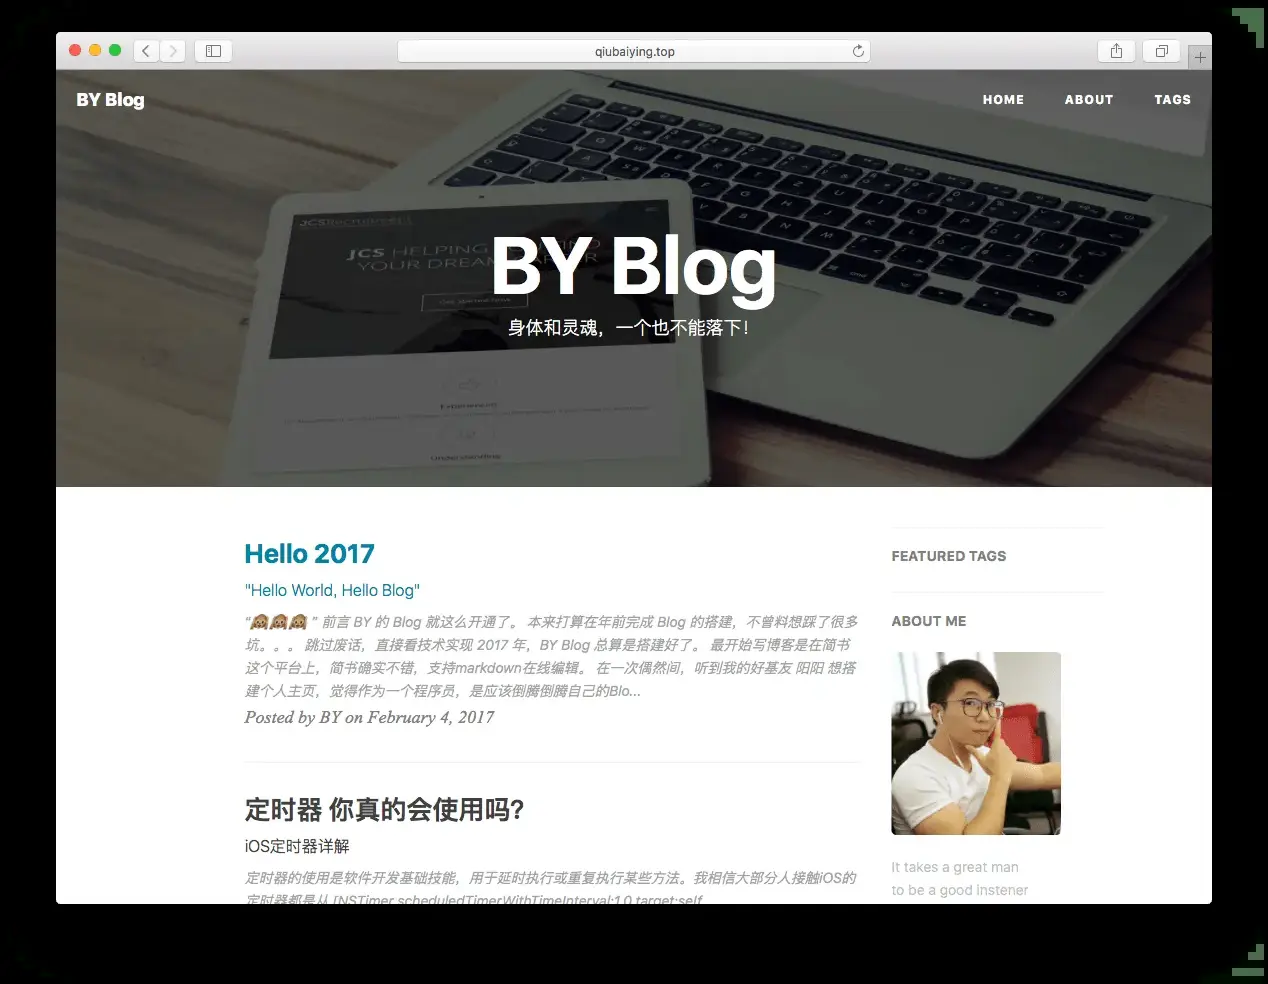 qiubaiying.top
BY Blog
HOME
ABOUT
TAGS
JCS
JCS HELPING
YOUR DREAM
BY Blog
身体和灵魂，一个也不能落下！
Hello 2017
"Hello World, Hello Blog"
“🙉🙉🙉 ” 前言 BY 的 Blog 就这么开通了。 本来打算在年前完成 Blog 的搭建，不曾料想踩了很多
坑。。。 跳过废话，直接看技术实现 2017 年，BY Blog 总算是搭建好了。 最开始写博客是在简书
这个平台上，简书确实不错，支持markdown在线编辑。 在一次偶然间，听到我的好基友 阳阳 想搭
建个人主页，觉得作为一个程序员，是应该倒腾倒腾自己的Blo...
Posted by BY on February 4, 2017
定时器 你真的会使用吗?
iOS定时器详解
定时器的使用是软件开发基础技能，用于延时执行或重复执行某些方法。我相信大部分人接触iOS的
定时器都是从 [NSTimer scheduledTimerWithTimeInterval:1.0 target:self
FEATURED TAGS
ABOUT ME
It takes a great man
to be a good lnstener